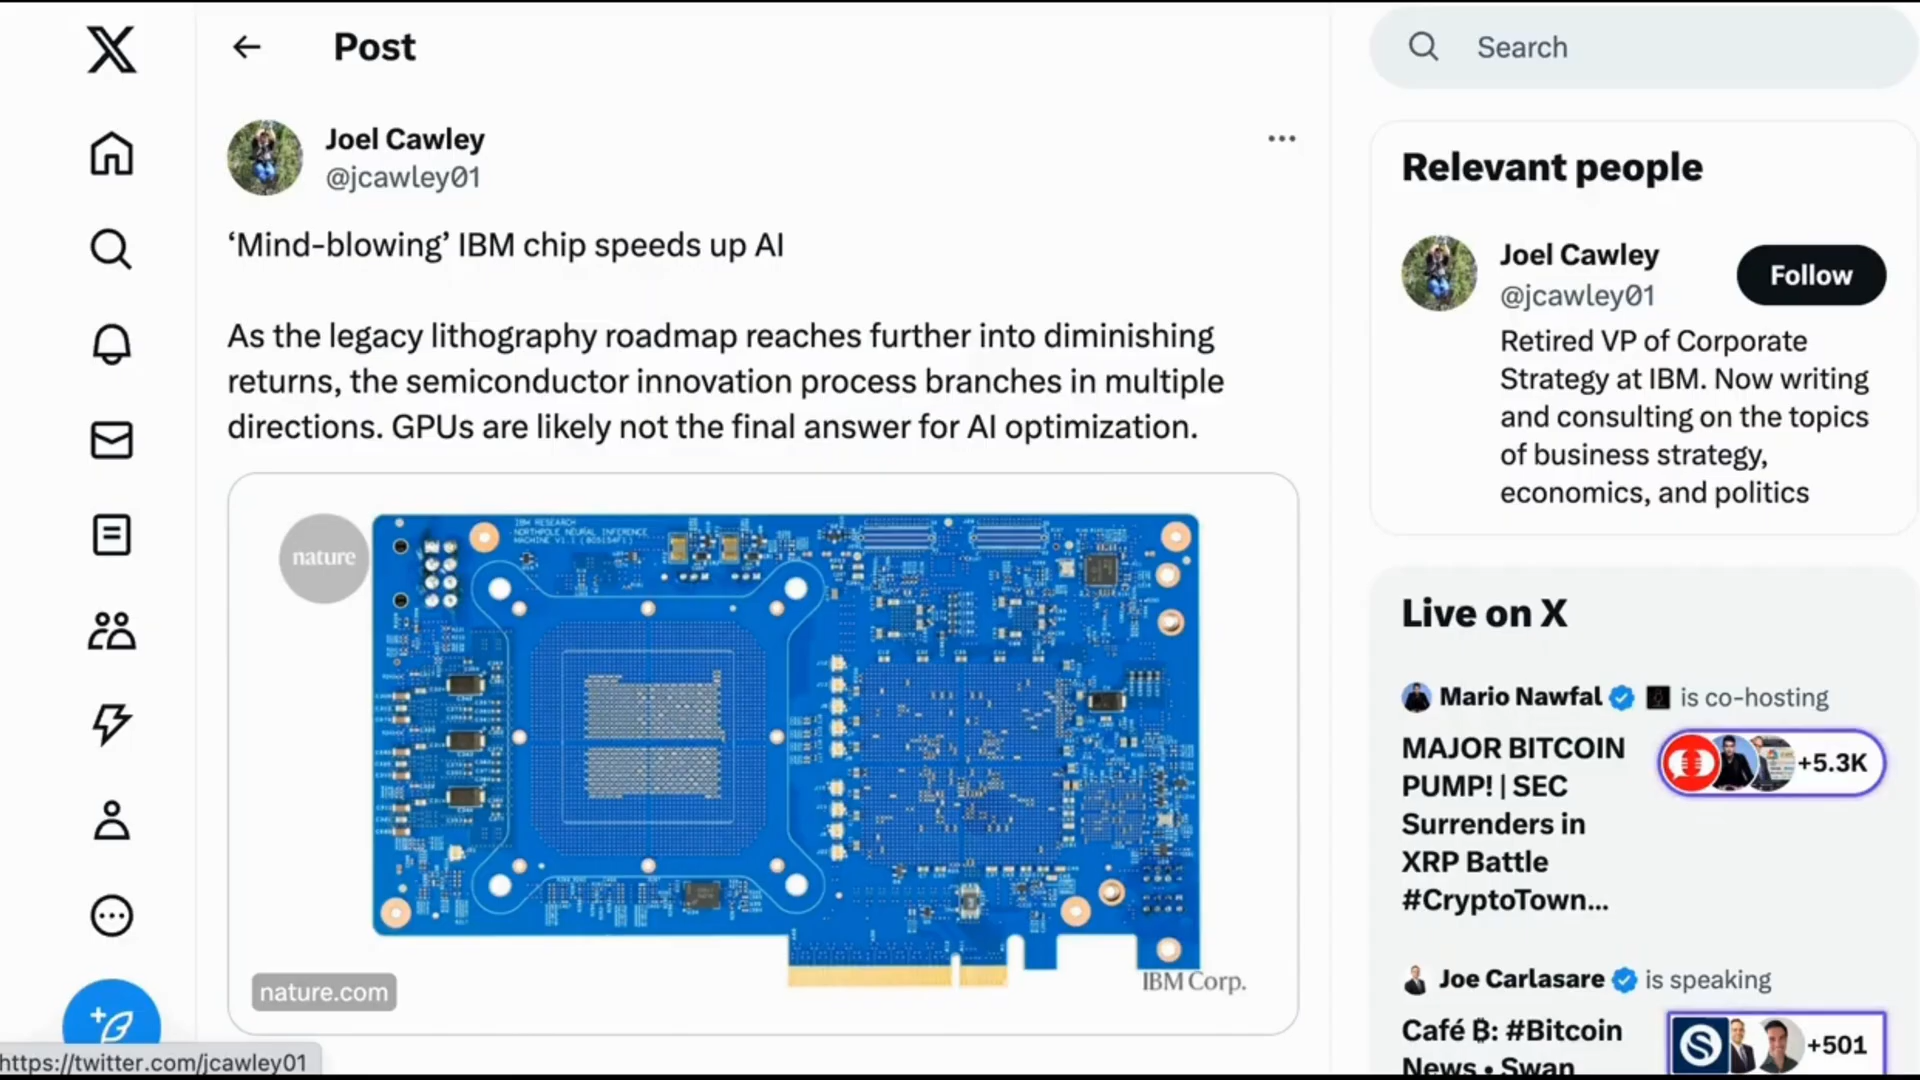 Post
Search
Joel Cawley
@jcawley01
‘Mind-blowing’ IBM chip speeds up AI
As the legacy lithography roadmap reaches further into diminishing
returns, the semiconductor innovation process branches in multiple
directions. GPUs are likely not the final answer for AI optimization.
nature
IBM RESEARCH
NORTHPOLE NEURAL INFERENCE
IBM Corp.
nature.com
https://twitter.com/jcawley01
Relevant people
Joel Cawley
@jcawley01
Follow
Retired VP of Corporate
Strategy at IBM. Now writing
and consulting on the topics
of business strategy,
economics, and politics
Live on X
Mario Nawfal is co-hosting
MAJOR BITCOIN
PUMP! | SEC
Surrenders in
XRP Battle
#CryptoTown...
+5.3K
Joe Carlasare is speaking
Café ₿: #Bitcoin
News • Swan
+501